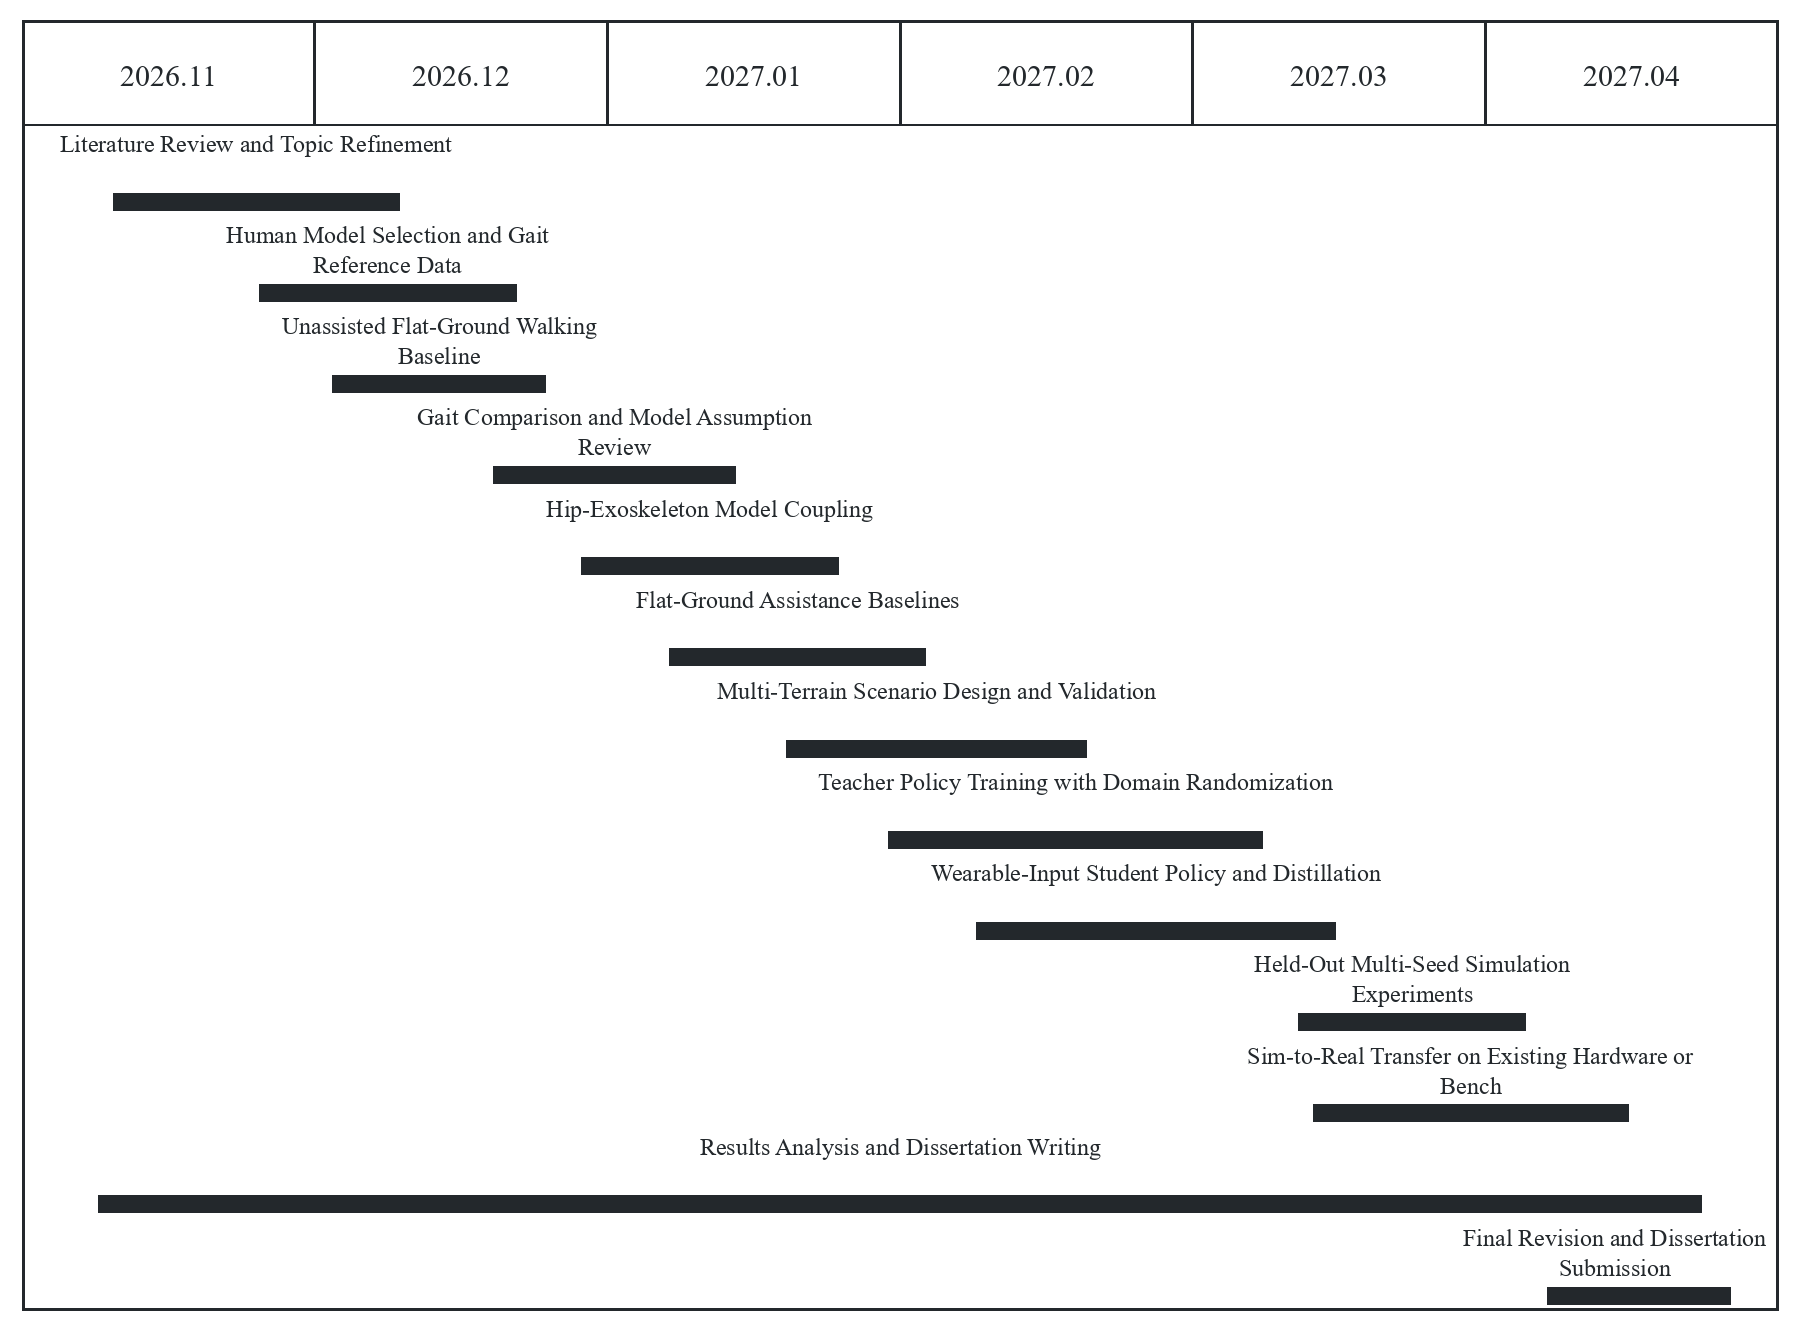 2026.11
2026.12
2027.01
2027.02
2027.03
2027.04
Literature Review and Topic Refinement
Human Model Selection and Gait
Reference Data
Unassisted Flat-Ground Walking
Baseline
Gait Comparison and Model Assumption
Review
Hip-Exoskeleton Model Coupling
Flat-Ground Assistance Baselines
Multi-Terrain Scenario Design and Validation
Teacher Policy Training with Domain Randomization
Wearable-Input Student Policy and Distillation
Held-Out Multi-Seed Simulation
Experiments
Sim-to-Real Transfer on Existing Hardware or
Bench
Results Analysis and Dissertation Writing
Final Revision and Dissertation
Submission